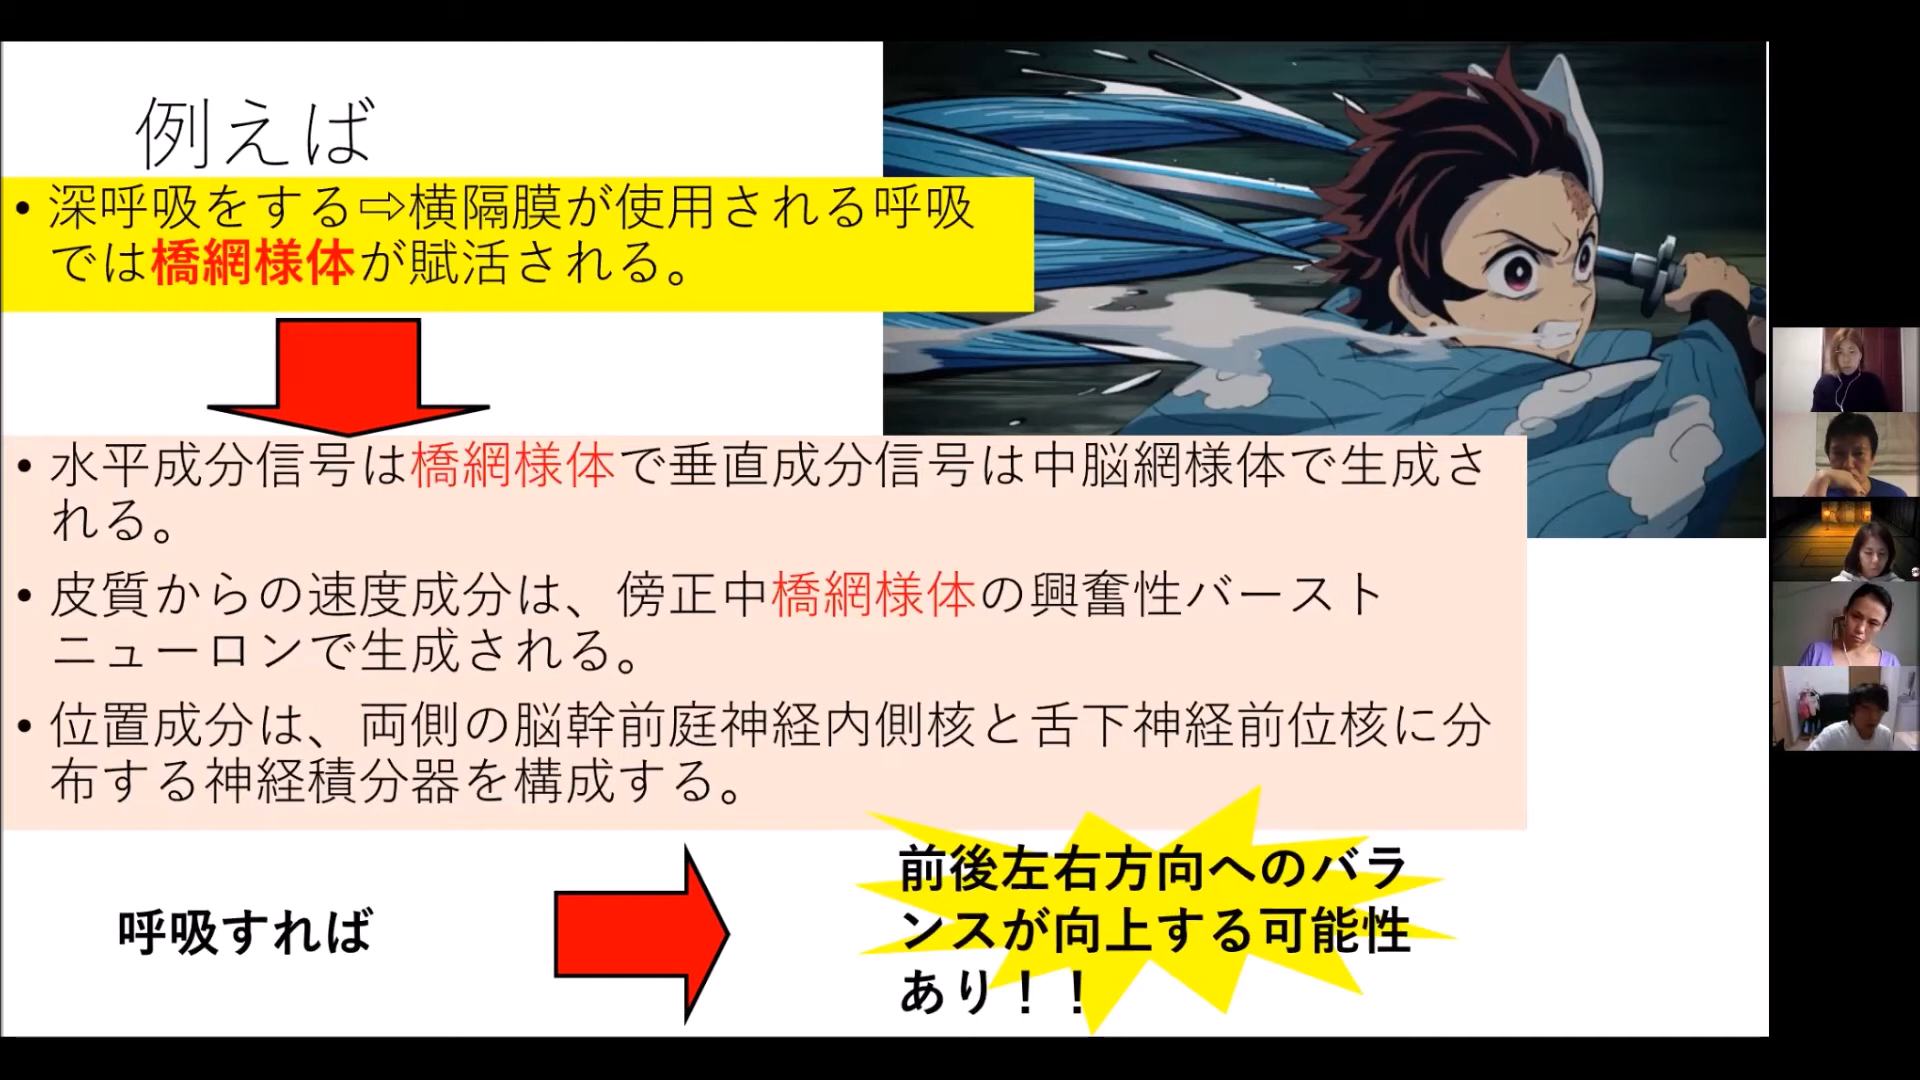 例えば
• 深呼吸をする⇨横隔膜が使用される呼吸
では橋網様体が賦活される。
• 水平成分信号は橋網様体で垂直成分信号は中脳網様体で生成さ
れる。
• 皮質からの速度成分は、傍正中橋網様体の興奮性バースト
ニューロンで生成される。
• 位置成分は、両側の脳幹前庭神経内側核と舌下神経前位核に分
布する神経積分器を構成する。
呼吸すれば
前後左右方向へのバラ
ンスが向上する可能性
あり！！